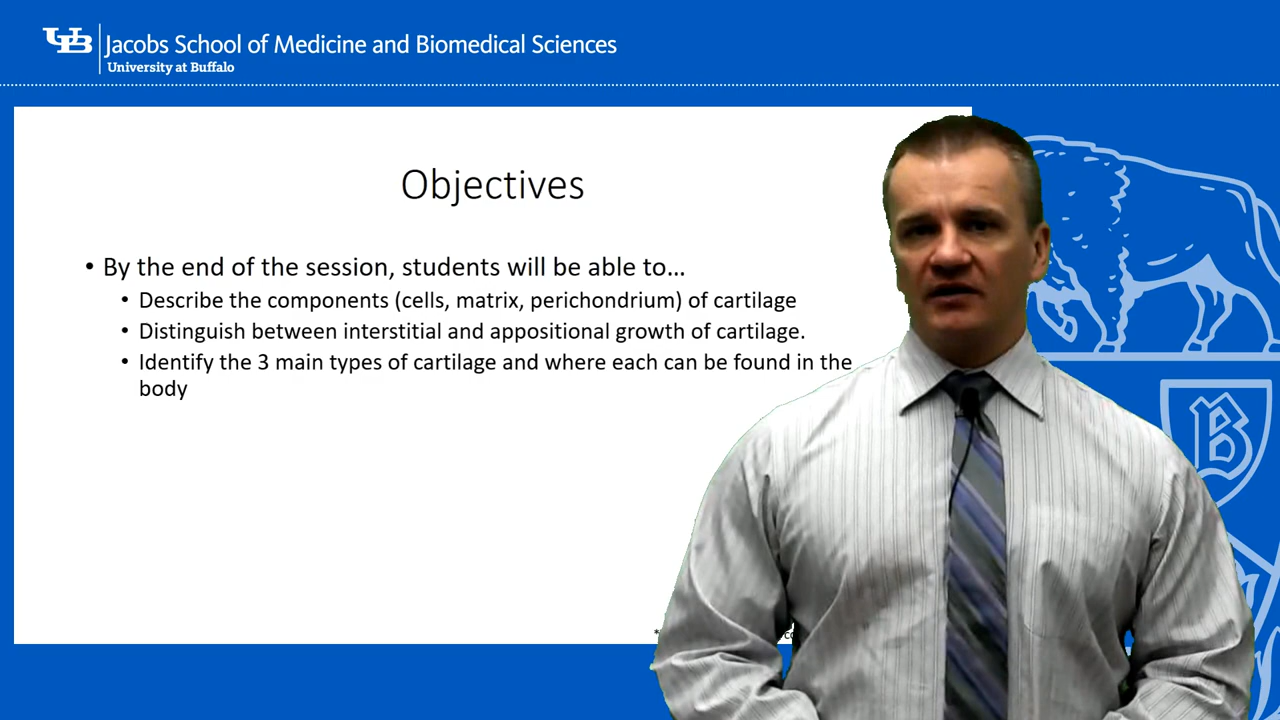 UB Jacobs School of Medicine and Biomedical Sciences
University at Buffalo
Objectives
• By the end of the session, students will be able to...
• Describe the components (cells, matrix, perichondrium) of cartilage
• Distinguish between interstitial and appositional growth of cartilage.
• Identify the 3 main types of cartilage and where each can be found in the
body
B
*